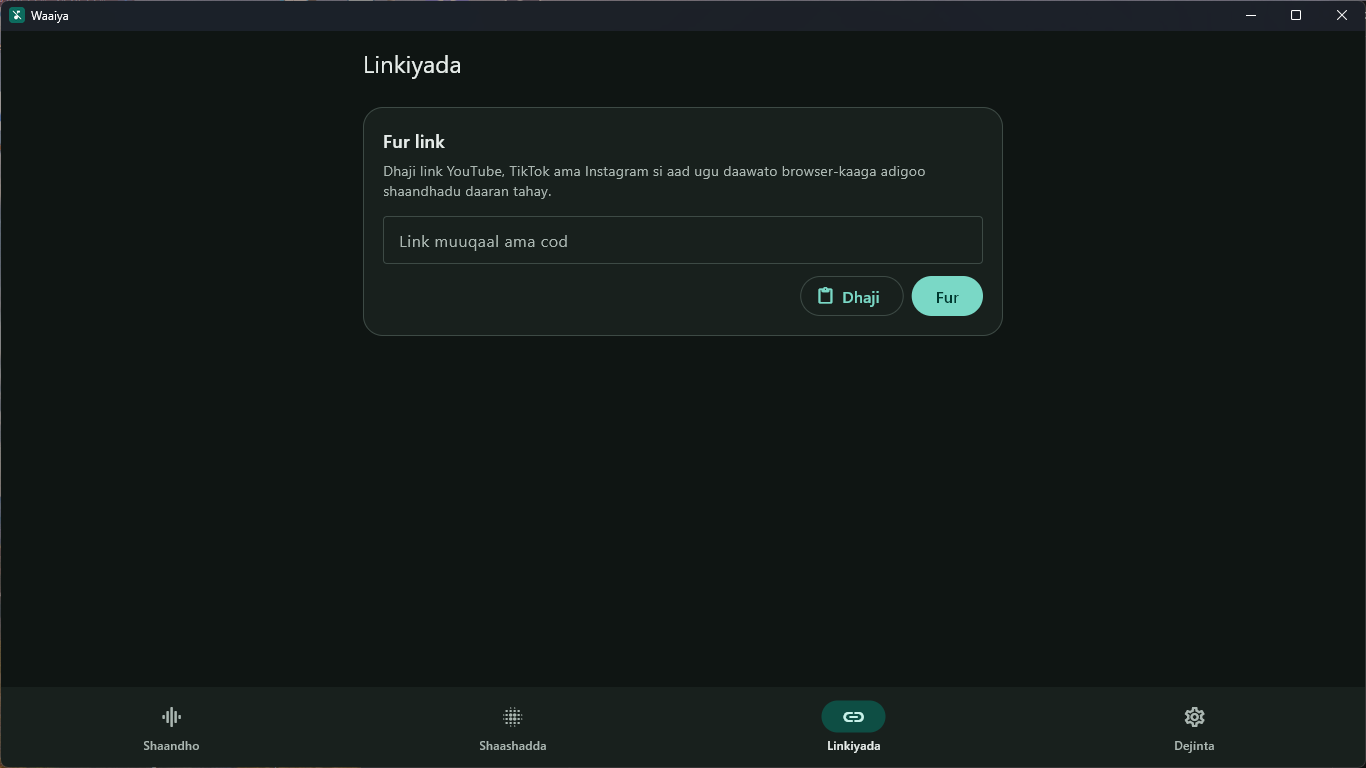 Waaiya
Linkiyada
Fur link
Dhaji link YouTube, TikTok ama Instagram si aad ugu daawato browser-kaaga adigoo
shaandhadu daaran tahay.
Link muuqaal ama cod
Dhaji
Fur
Shaandho
Shaashadda
Linkiyada
Dejinta